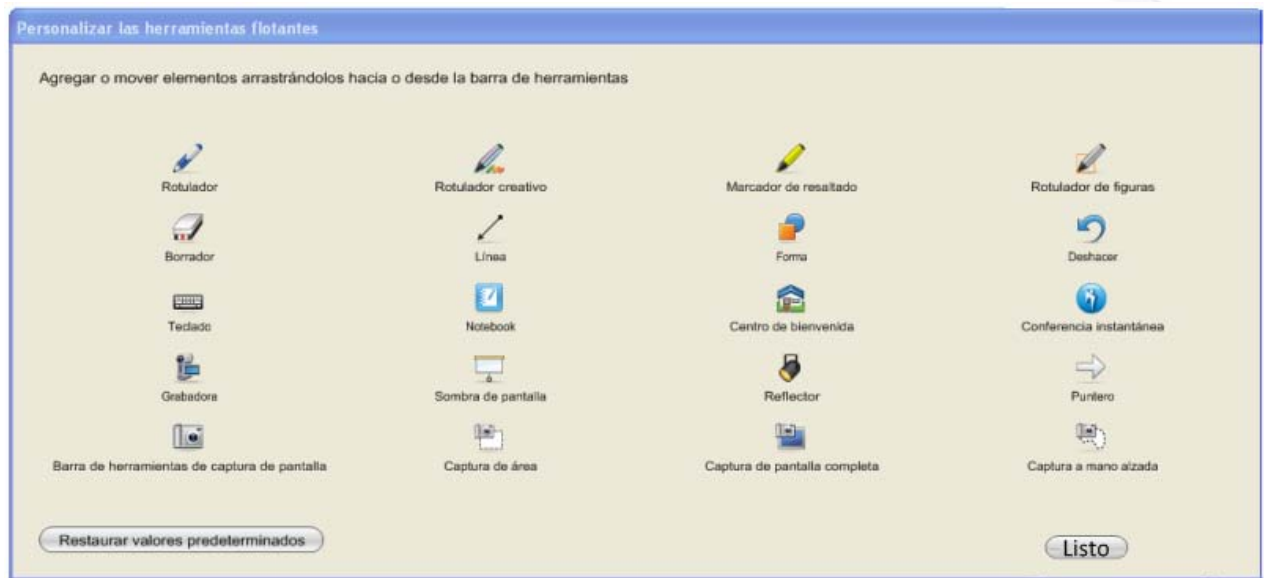 Personalizar las herramientas flotantes
Agregar o mover elementos arrastrándolos hacia o desde la barra de herramientas
Rotulador Rotulador creativo Marcador de resaltado Rotulador de figuras
Borrador Línea Forma Deshacer
Teclado Notebook Centro de bienvenida Conferencia instantánea
Grabadora Sombra de pantalla Reflector Puntero
Barra de herramientas de captura de pantalla Captura de área Captura de pantalla completa Captura a mano alzada
Restaurar valores predeterminados Listo